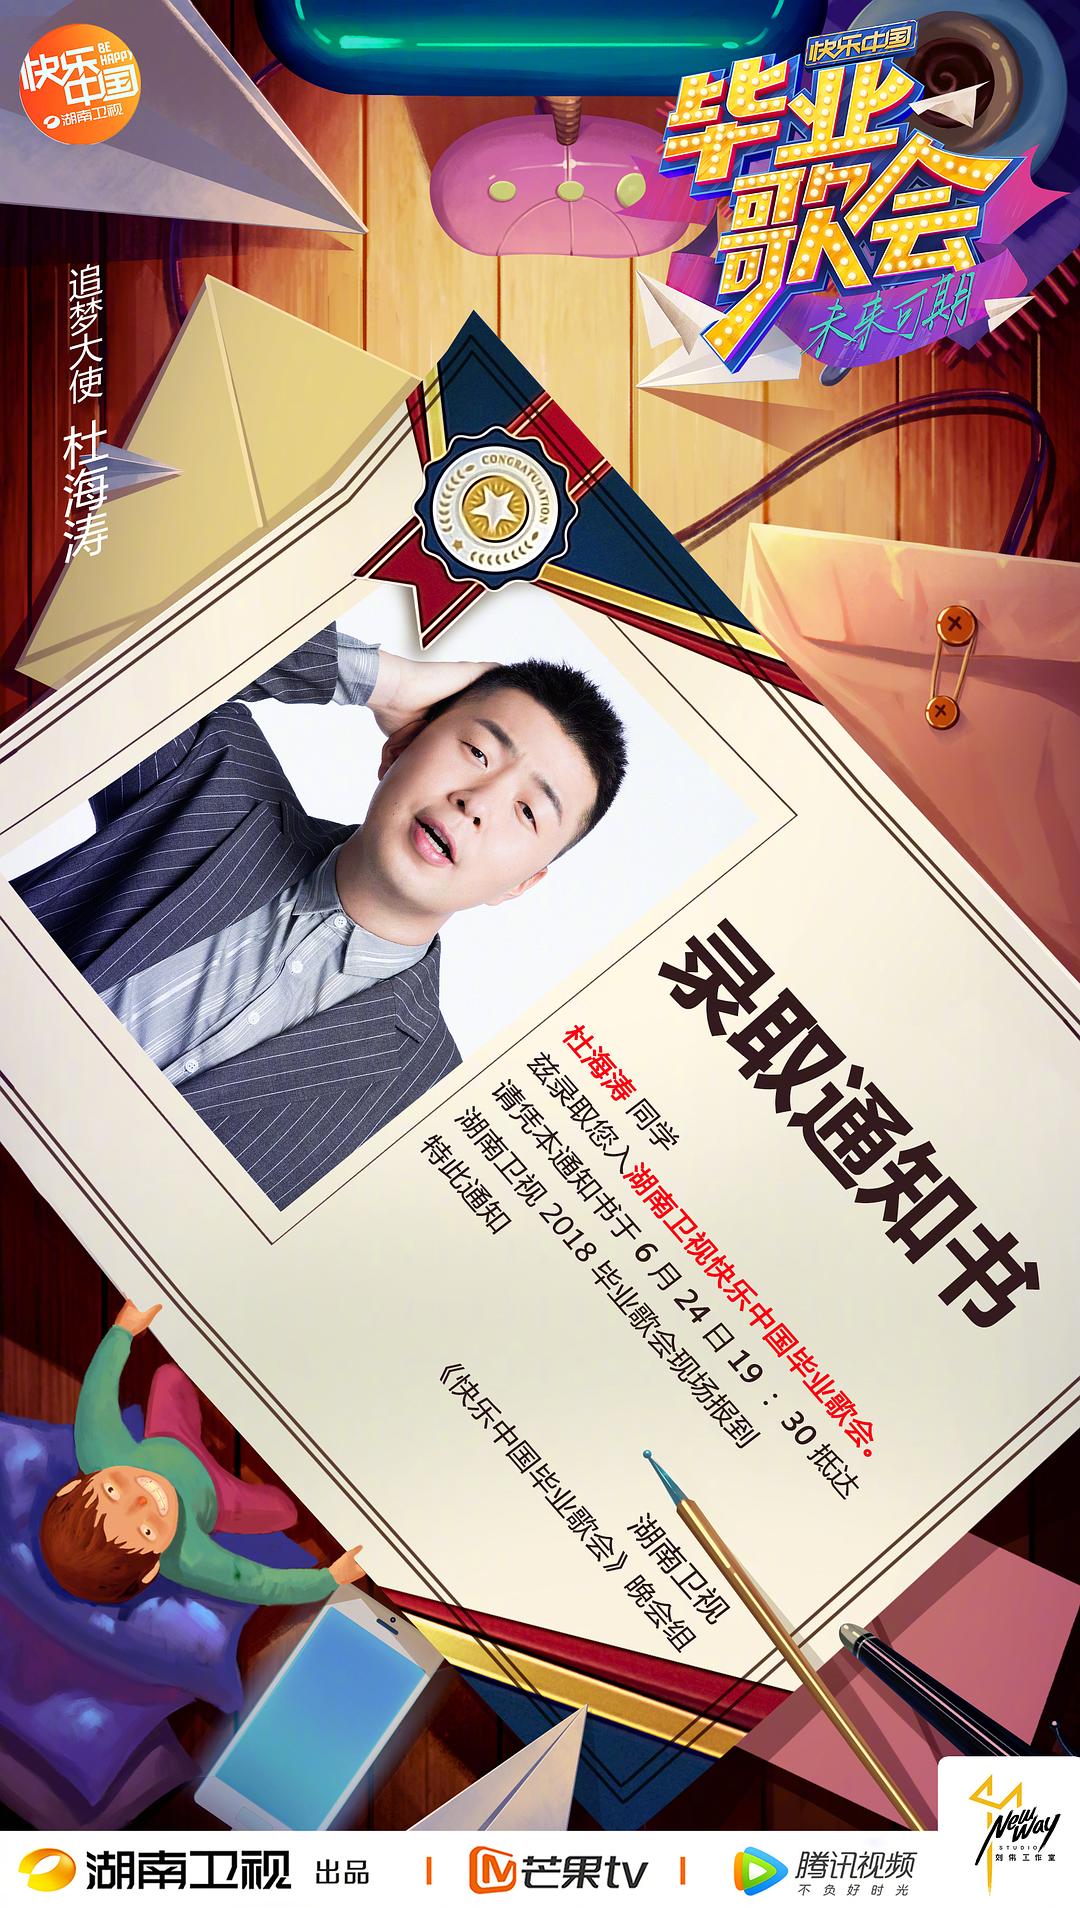 快乐
中国
BE
HAPPY
湖南卫视
快乐中国
毕业
歌会
未来可期
追梦大使 杜海涛
CONGRATULATION
录取通知书
杜海涛 同学
兹录取您入湖南卫视快乐中国毕业歌会。
请凭本通知书于 6 月 24 日 19：30 抵达
湖南卫视 2018 毕业歌会现场报到
特此通知
湖南卫视
《快乐中国毕业歌会》晚会组
New
Way
STUDIO
刘伟工作室
湖南卫视 出品
芒果tv
腾讯视频
不负好时光